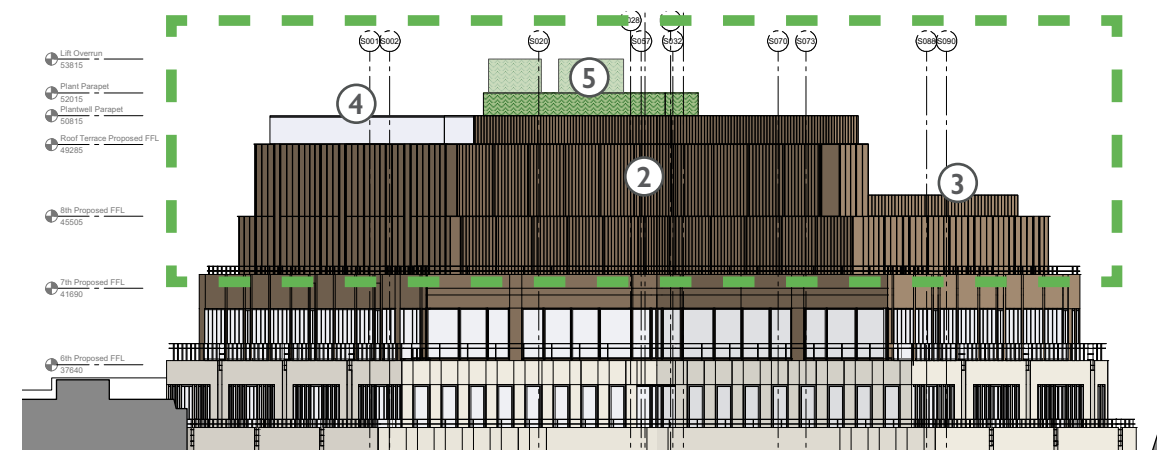 S028
S001
S002
S020
S057
S032
S070
S073
S088
S090
Lift Overrun
53815
5
Plant Parapet
52015
4
Plantwell Parapet
50815
Roof Terrace Proposed FFL
49285
2
3
8th Proposed FFL
45505
7th Proposed FFL
41690
6th Proposed FFL
37640